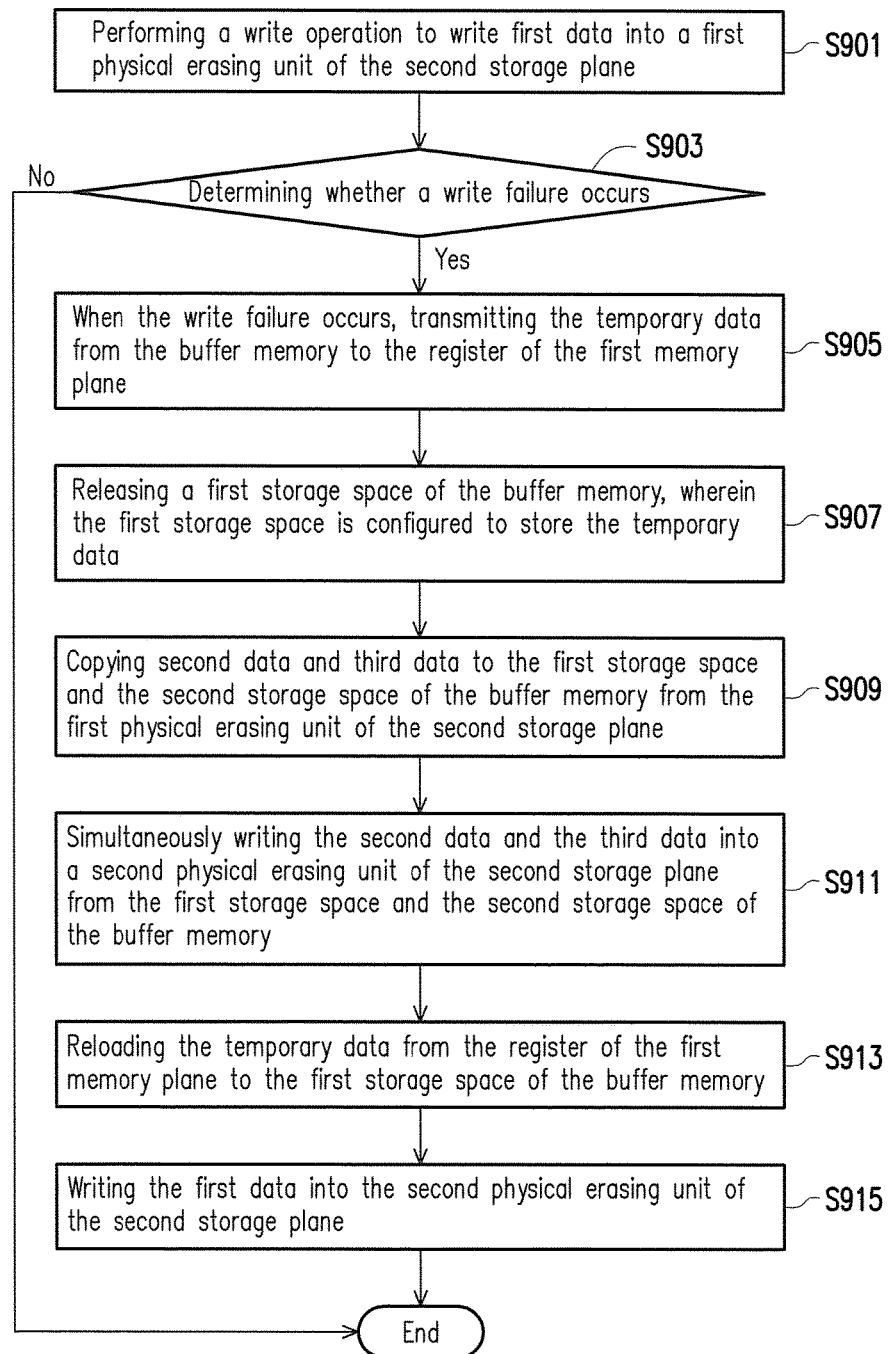 Performing a write operation to write first data into a first
physical erasing unit of the second storage plane
S901
S903
No
Determining whether a write failure occurs
Yes
When the write failure occurs, transmitting the temporary data
from the buffer memory to the register of the first memory
plane
S905
Releasing a first storage space of the buffer memory, wherein
the first storage space is configured to store the temporary
data
S907
Copying second data and third data to the first storage space
and the second storage space of the buffer memory from the
first physical erasing unit of the second storage plane
S909
Simultaneously writing the second data and the third data into
a second physical erasing unit of the second storage plane
from the first storage space and the second storage space of
the buffer memory
S911
Reloading the temporary data from the register of the first
memory plane to the first storage space of the buffer memory
S913
Writing the first data into the second physical erasing unit of
the second storage plane
S915
End